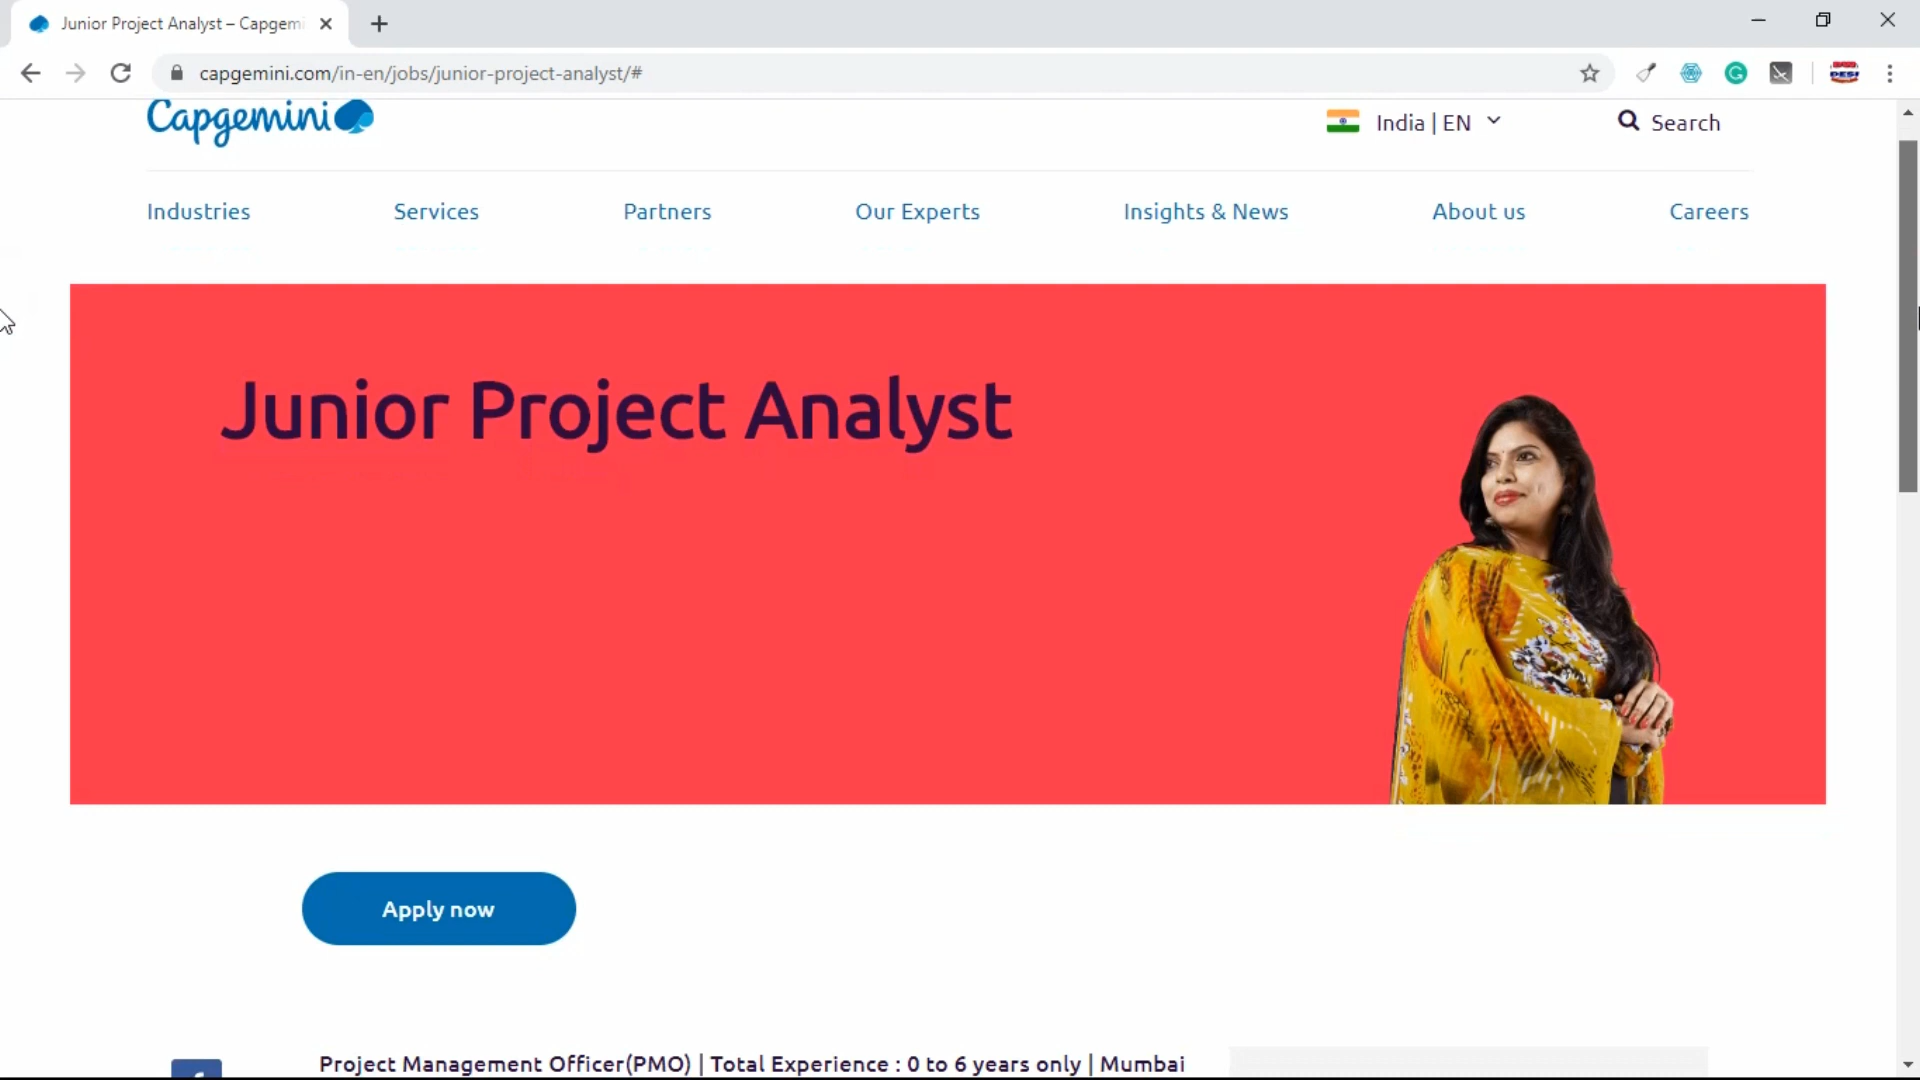 Junior Project Analyst – Capgemi
capgemini.com/in-en/jobs/junior-project-analyst/#
Capgemini
India | EN
Search
Industries
Services
Partners
Our Experts
Insights & News
About us
Careers
Junior Project Analyst
Apply now
Project Management Officer(PMO) | Total Experience : 0 to 6 years only | Mumbai